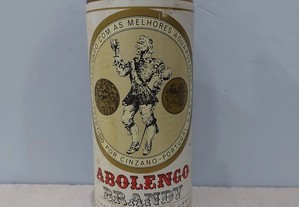 COM AS MELHORES
POR CINZANO-PORTUGAL
ABOLENGO
BRANDY